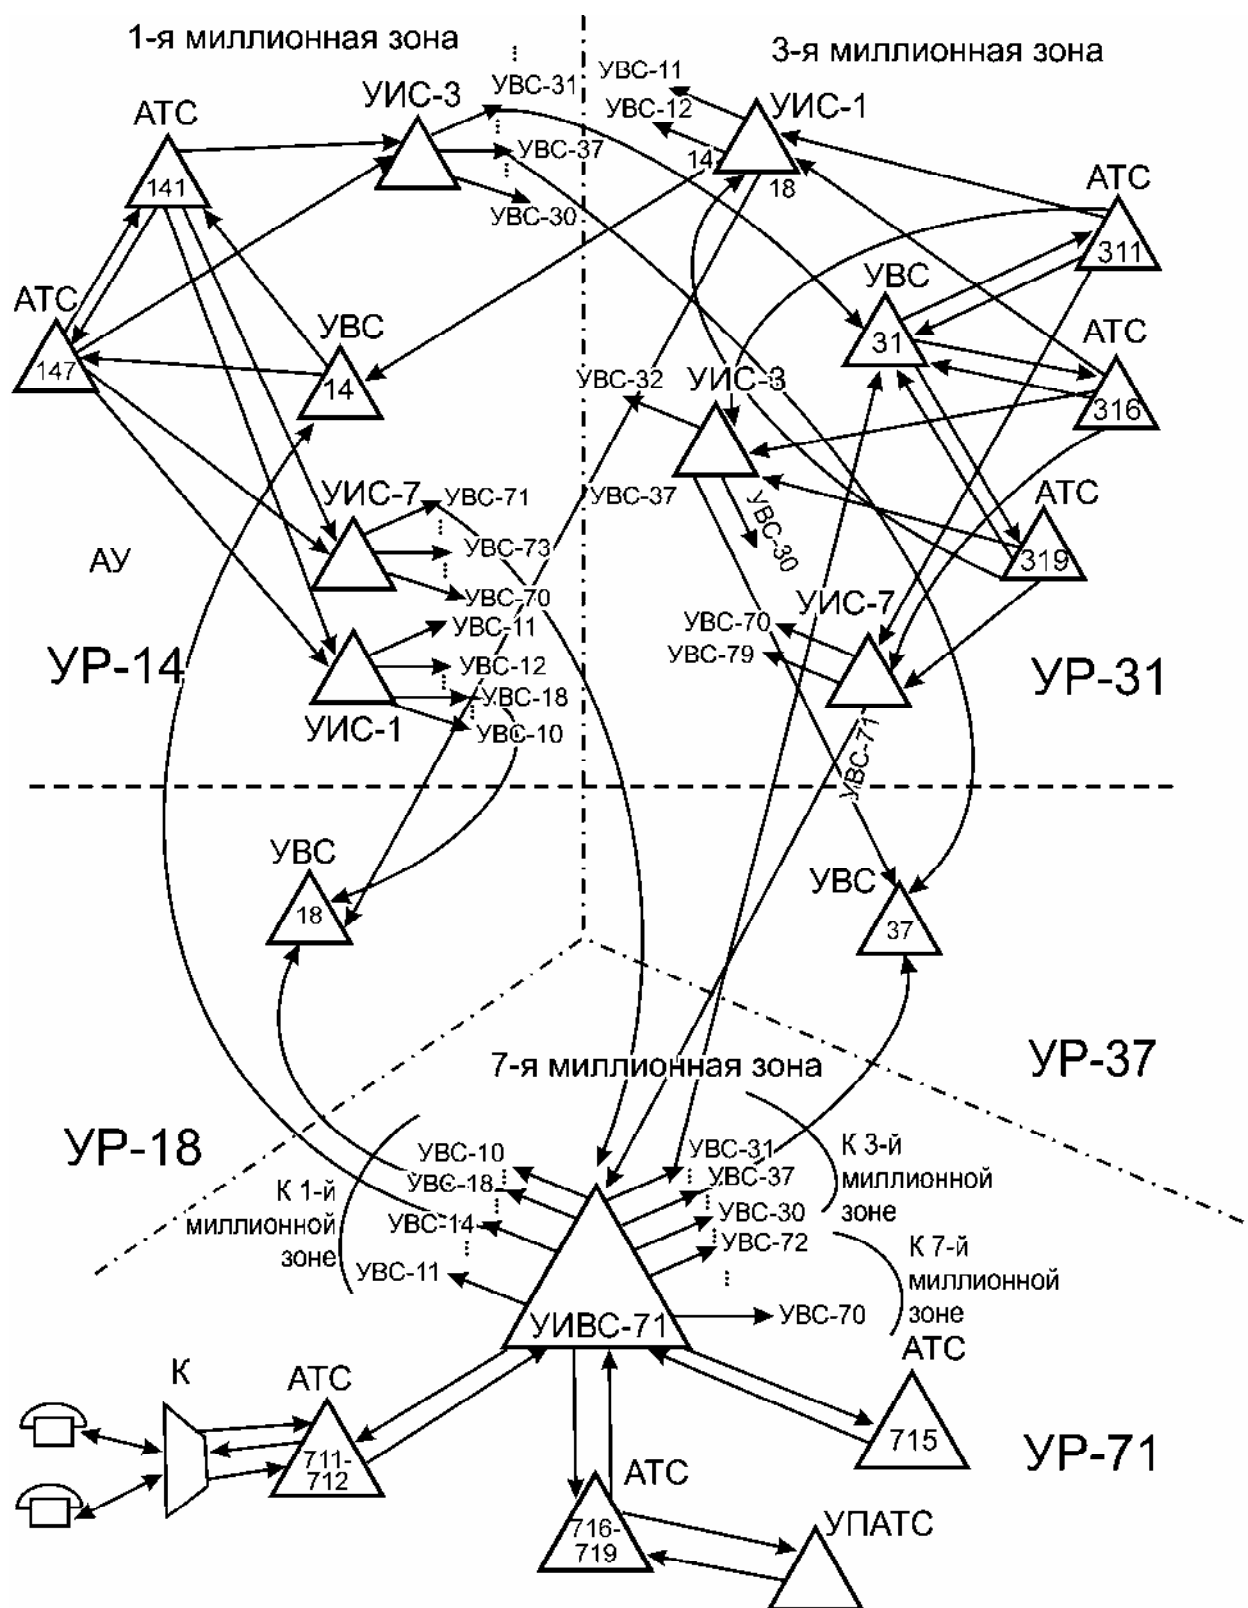 1-я миллионная зона
3-я миллионная зона
УИС-3
УВС-31
УВС-11
УВС-12
УИС-1
АТС
141
УВС-37
УВС-30
14
18
АТС
311
АТС
147
УВС
14
УВС
31
АТС
316
УВС-32
УИС-3
УВС-37
УВС-30
АТС
319
УИС-7
УВС-71
УВС-73
УВС-70
АУ
УР-14
УВС-11
УВС-12
УВС-18
УВС-10
УИС-1
УИС-7
УВС-70
УВС-79
УВС-71
УР-31
УВС
18
УВС
37
7-я миллионная зона
УР-37
УР-18
К 1-й
миллионной
зоне
УВС-10
УВС-18
УВС-14
УВС-11
УВС-31
УВС-37
УВС-30
УВС-72
УВС-70
К 3-й
миллионной
зоне
К 7-й
миллионной
зоне
УИВС-71
К
АТС
711-
712
АТС
715
УР-71
АТС
716-
719
УПАТС